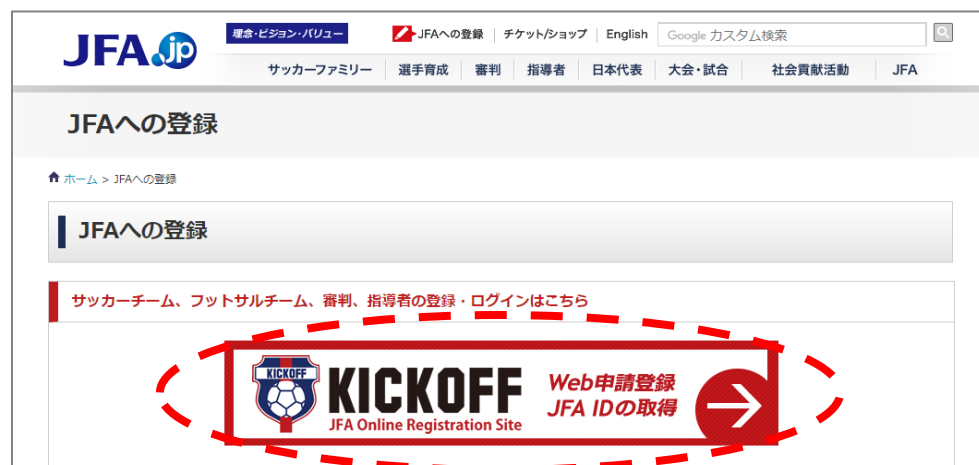 JFA.jp
理念・ビジョン・バリュー
JFAへの登録 チケット/ショップ English Google カスタム検索
サッカーファミリー 選手育成 審判 指導者 日本代表 大会・試合 社会貢献活動 JFA
JFAへの登録
ホーム > JFAへの登録
JFAへの登録
サッカーチーム、フットサルチーム、審判、指導者の登録・ログインはこちら
KICKOFF
KICKOFF
JFA Online Registration Site
Web申請登録
JFA IDの取得